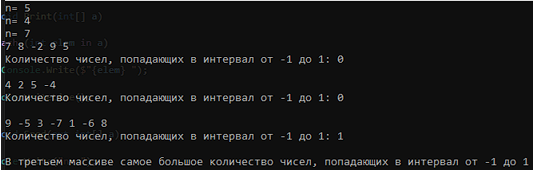 n= 5
n= 4
n= 7
7 8 -2 9 5
Количество чисел, попадающих в интервал от -1 до 1: 0
4 2 5 -4
Количество чисел, попадающих в интервал от -1 до 1: 0
9 -5 3 -7 1 -6 8
Количество чисел, попадающих в интервал от -1 до 1: 1
В третьем массиве самое большое количество чисел, попадающих в интервал от -1 до 1